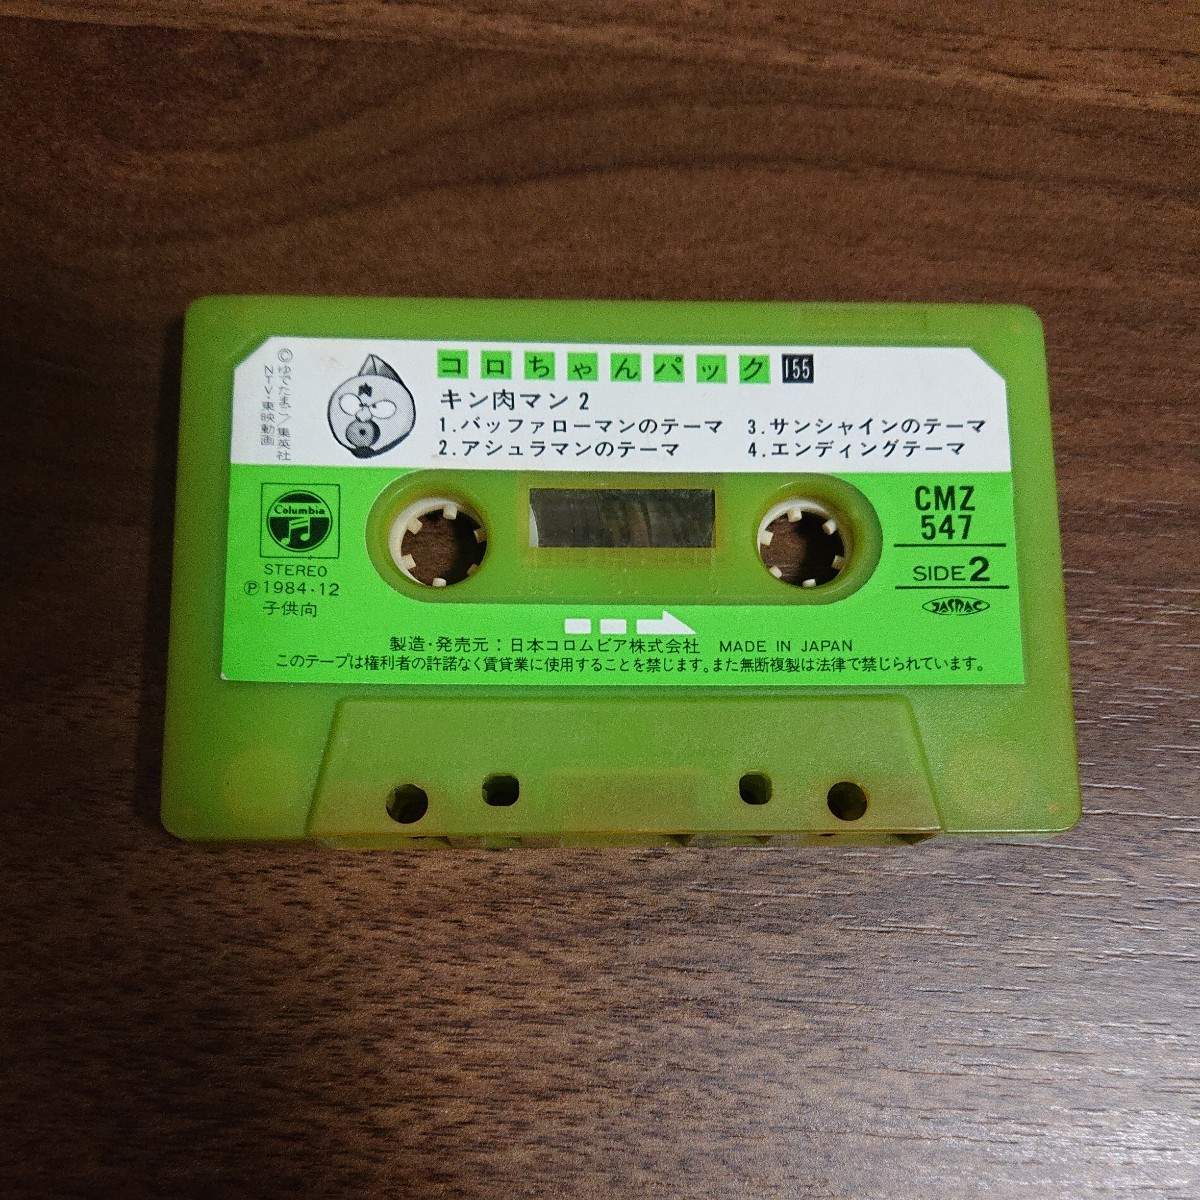 コロちゃんパック 155
キン肉マン 2
1.バッファローマンのテーマ 3.サンシャインのテーマ
2.アシュラマンのテーマ 4.エンディングテーマ
©ゆでたまご/集英社
NTV・東映動画
肉
Columbia
STEREO
Ⓟ1984・12
子供向
CMZ
547
SIDE2
JASRAC
製造・発売元：日本コロムビア株式会社 MADE IN JAPAN
このテープは権利者の許諾なく賃貸業に使用することを禁じます。また無断複製は法律で禁じられています。